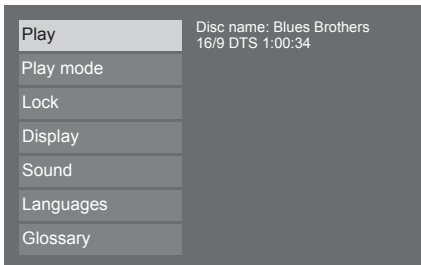 Play
Play mode
Lock
Display
Sound
Languages
Glossary
Disc name: Blues Brothers
16/9 DTS 1:00:34